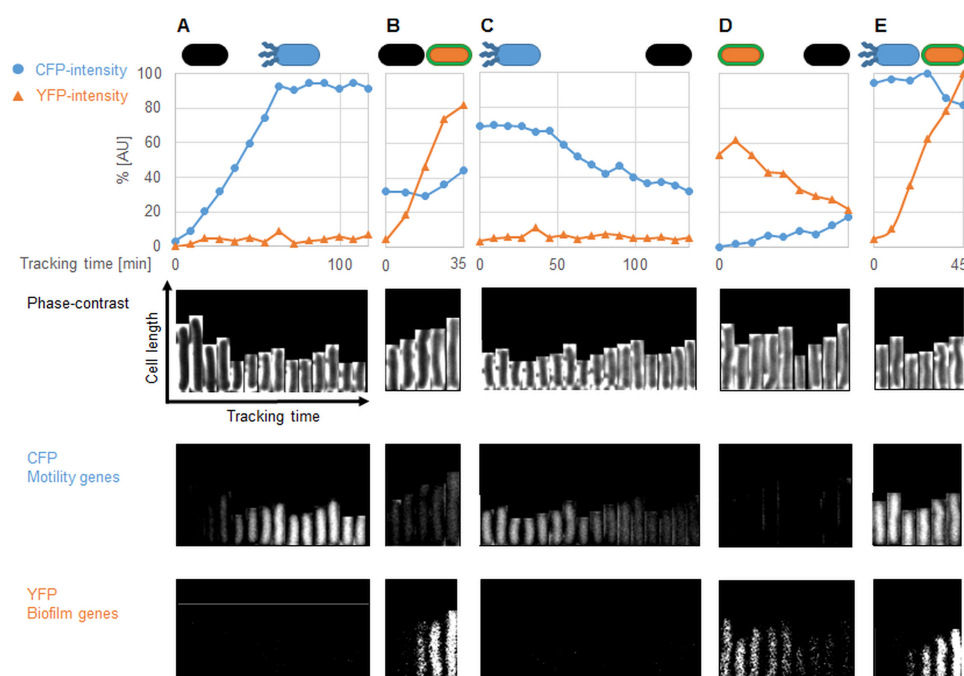 A B C D E
CFP-intensity
YFP-intensity
100
80
60
40
20
0
% [AU]
Tracking time [min] 0 100 0 35 0 50 100 0 0 45
Phase-contrast
Cell length
Tracking time
CFP
Motility genes
YFP
Biofilm genes